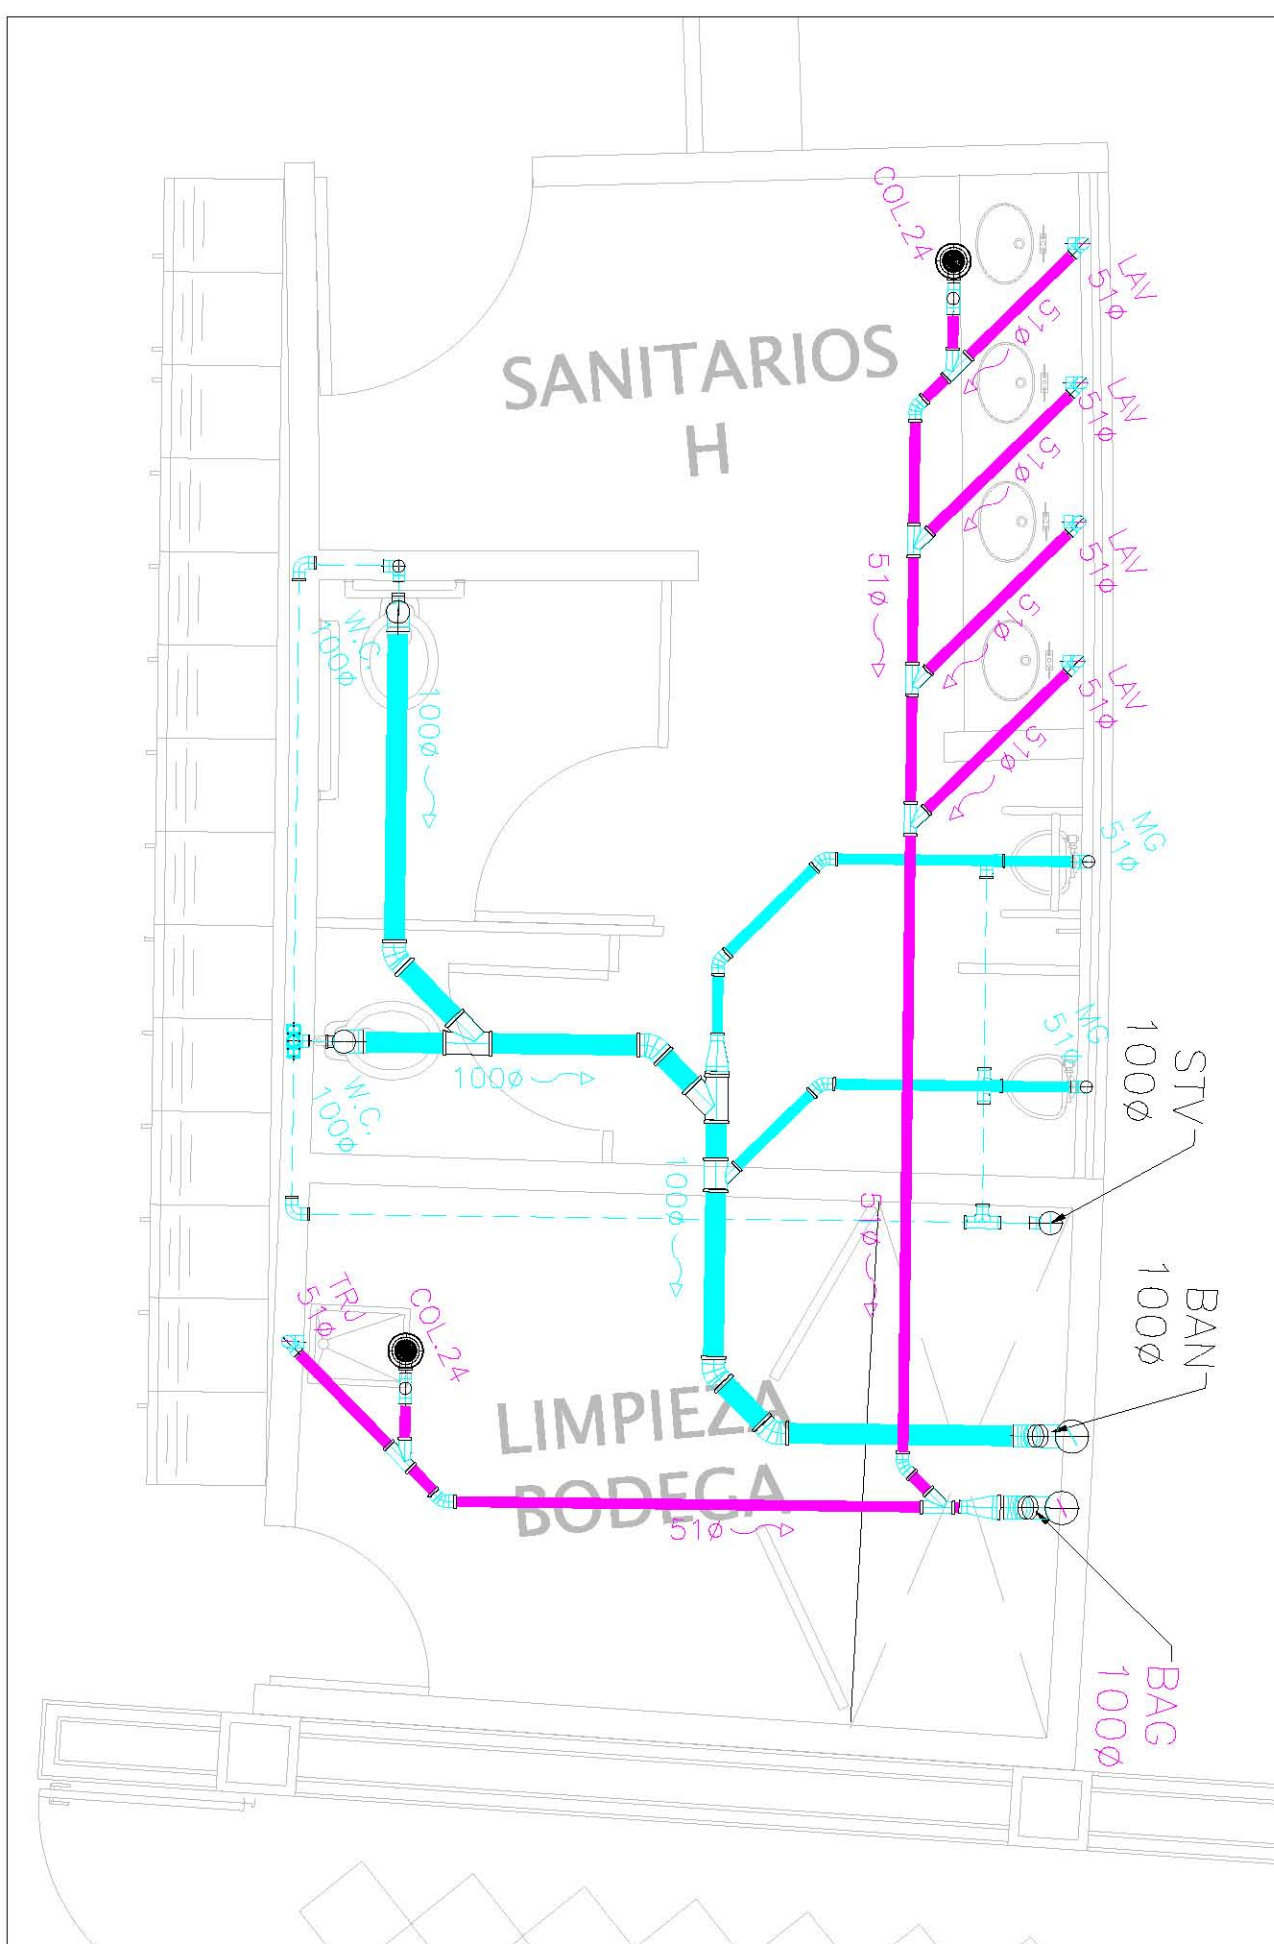 COL.24
LAV
51ø
51ø
SANITARIOS
H
LAV
51ø
51ø
LAV
51ø
51ø
51ø
LAV
51ø
51ø
W.C.
100ø
100ø
MG
51ø
MG
51ø
STV
100ø
100ø
W.C.
100ø
100ø
51ø
BAN
100ø
TRJ
51ø
COL.24
LIMPIEZA
BODEGA
51ø
BAG
100ø